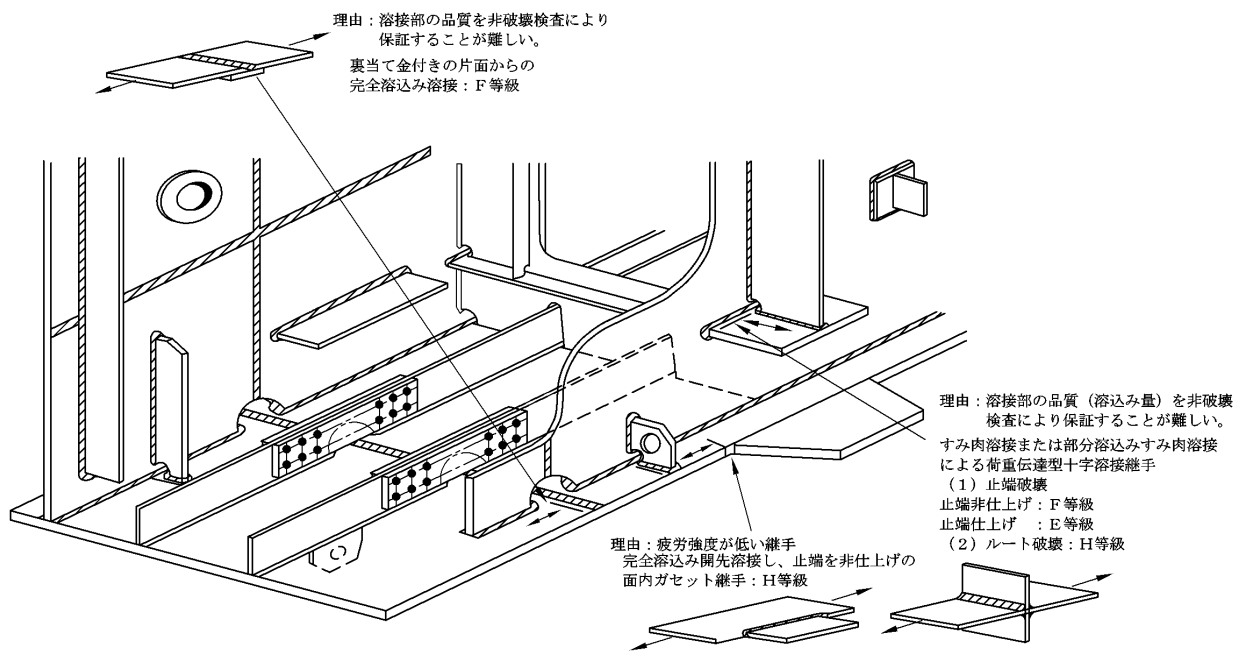 理由：溶接部の品質を非破壊検査により
保証することが難しい。
裏当て金付きの片面からの
完全溶込み溶接：F等級
理由：溶接部の品質（溶込み量）を非破壊
検査により保証することが難しい。
すみ肉溶接または部分溶込みすみ肉溶接
による荷重伝達型十字溶接継手
（1）止端破壊
止端非仕上げ：F等級
止端仕上げ　：E等級
（2）ルート破壊：H等級
理由：疲労強度が低い継手
完全溶込み開先溶接し、止端を非仕上げの
面内ガセット継手：H等級